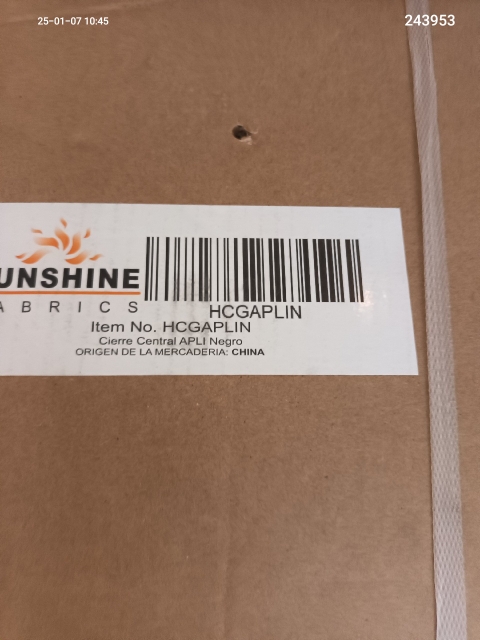 25-01-07 10:45
243953
UNSHINE
ABRICS
HCGAPLIN
Item No. HCGAPLIN
Cierre Central APLI Negro
ORIGEN DE LA MERCADERIA: CHINA